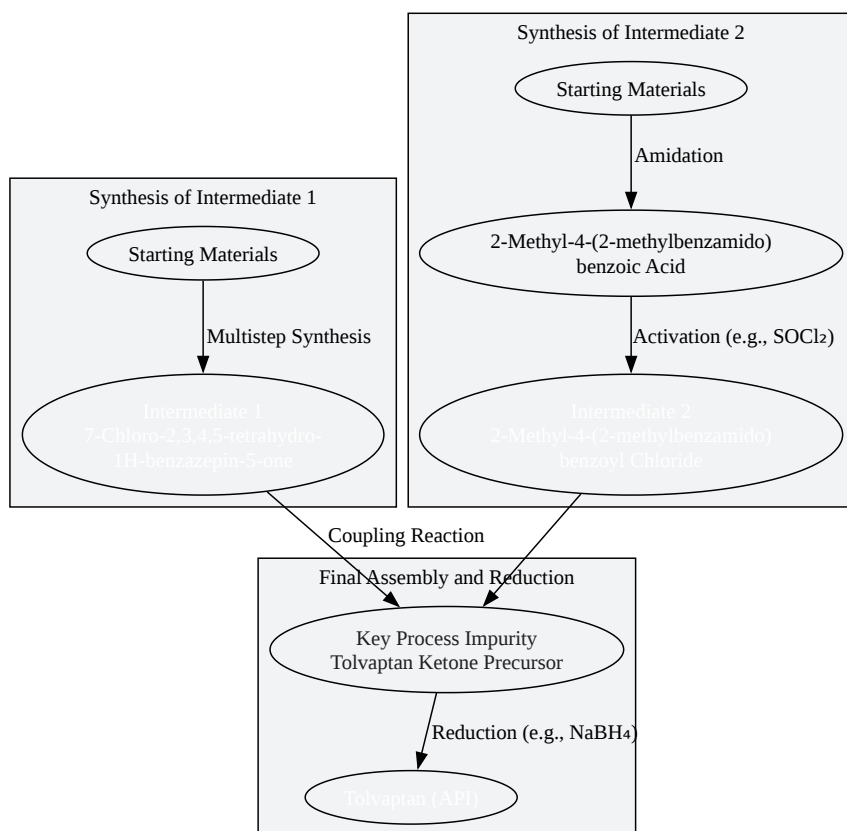 Synthesis of Intermediate 2
Starting Materials
Amidation
2-Methyl-4-(2-methylbenzamido)
benzoic Acid
Activation (e.g., SOCl₂)
Intermediate 2
2-Methyl-4-(2-methylbenzamido)
benzoyl Chloride
Synthesis of Intermediate 1
Starting Materials
Multistep Synthesis
Intermediate 1
7-Chloro-2,3,4,5-tetrahydro-
1H-benzazepin-5-one
Coupling Reaction
Final Assembly and Reduction
Key Process Impurity
Tolvaptan Ketone Precursor
Reduction (e.g., NaBH₄)
Tolvaptan (API)